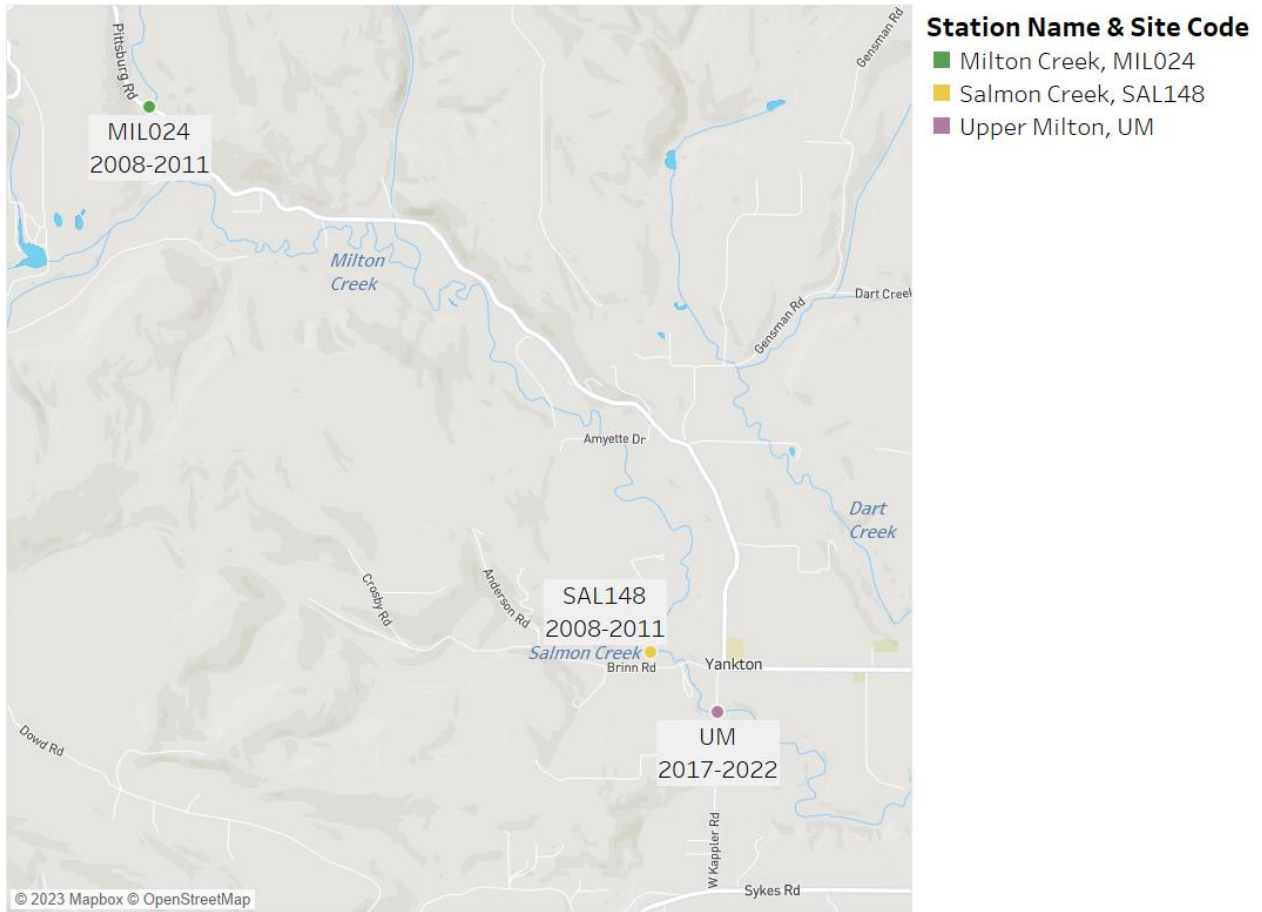 Station Name & Site Code
Milton Creek, MIL024
Salmon Creek, SAL148
Upper Milton, UM
Pittsburg Rd
Gensman Rd
MIL024
2008-2011
Milton
Creek
Dart Creek
Gensman Rd
Amyette Dr
Dart
Creek
Crosby Rd
Anderson Rd
SAL148
2008-2011
Salmon Creek
Brinn Rd
Yankton
UM
2017-2022
Dowd Rd
W Kappler Rd
Sykes Rd
© 2023 Mapbox © OpenStreetMap